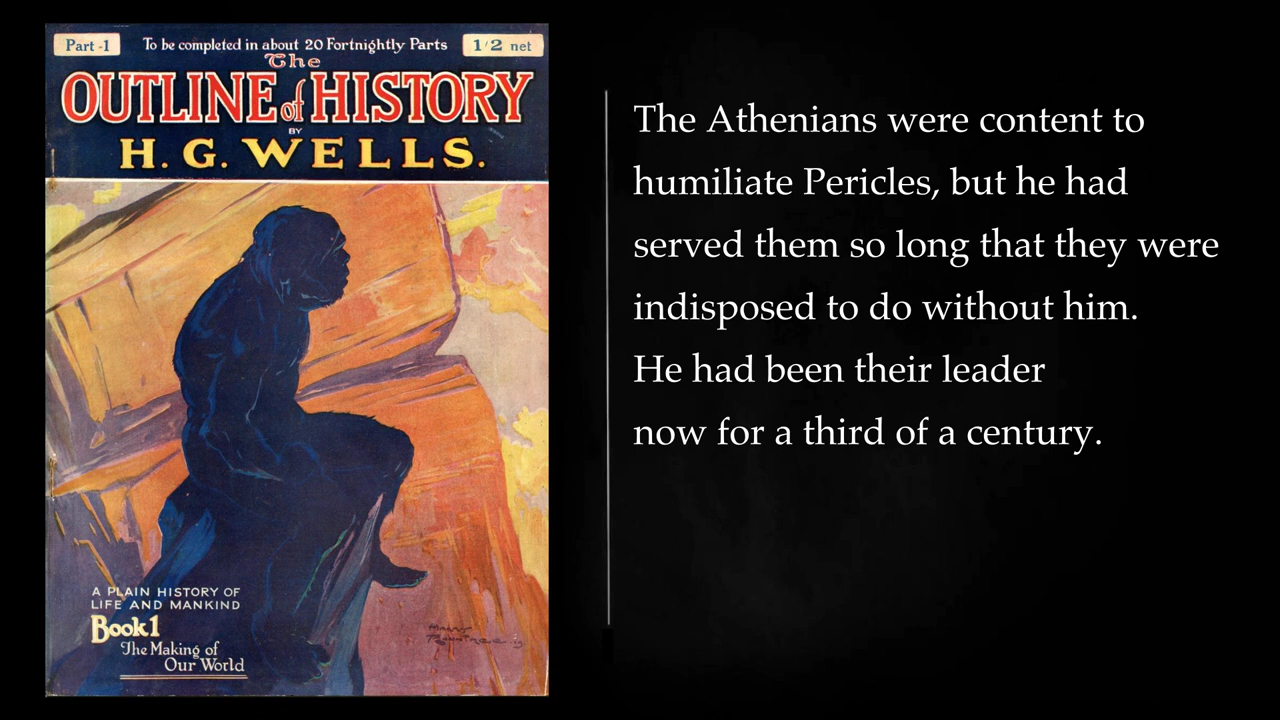 Part -1
To be completed in about 20 Fortnightly Parts
1/2 net
The
OUTLINE of HISTORY
BY
H. G. WELLS.
A PLAIN HISTORY OF
LIFE AND MANKIND
Book 1
The Making of
Our World
The Athenians were content to
humiliate Pericles, but he had
served them so long that they were
indisposed to do without him.
He had been their leader
now for a third of a century.